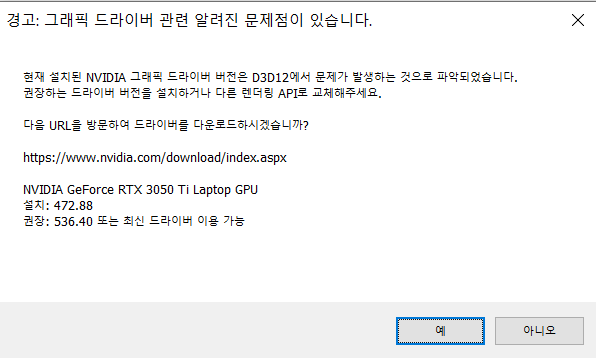 경고: 그래픽 드라이버 관련 알려진 문제점이 있습니다.
현재 설치된 NVIDIA 그래픽 드라이버 버전은 D3D12에서 문제가 발생하는 것으로 파악되었습니다.
권장하는 드라이버 버전을 설치하거나 다른 렌더링 API로 교체해주세요.
다음 URL을 방문하여 드라이버를 다운로드하시겠습니까?
https://www.nvidia.com/download/index.aspx
NVIDIA GeForce RTX 3050 Ti Laptop GPU
설치: 472.88
권장: 536.40 또는 최신 드라이버 이용 가능
예
아니오